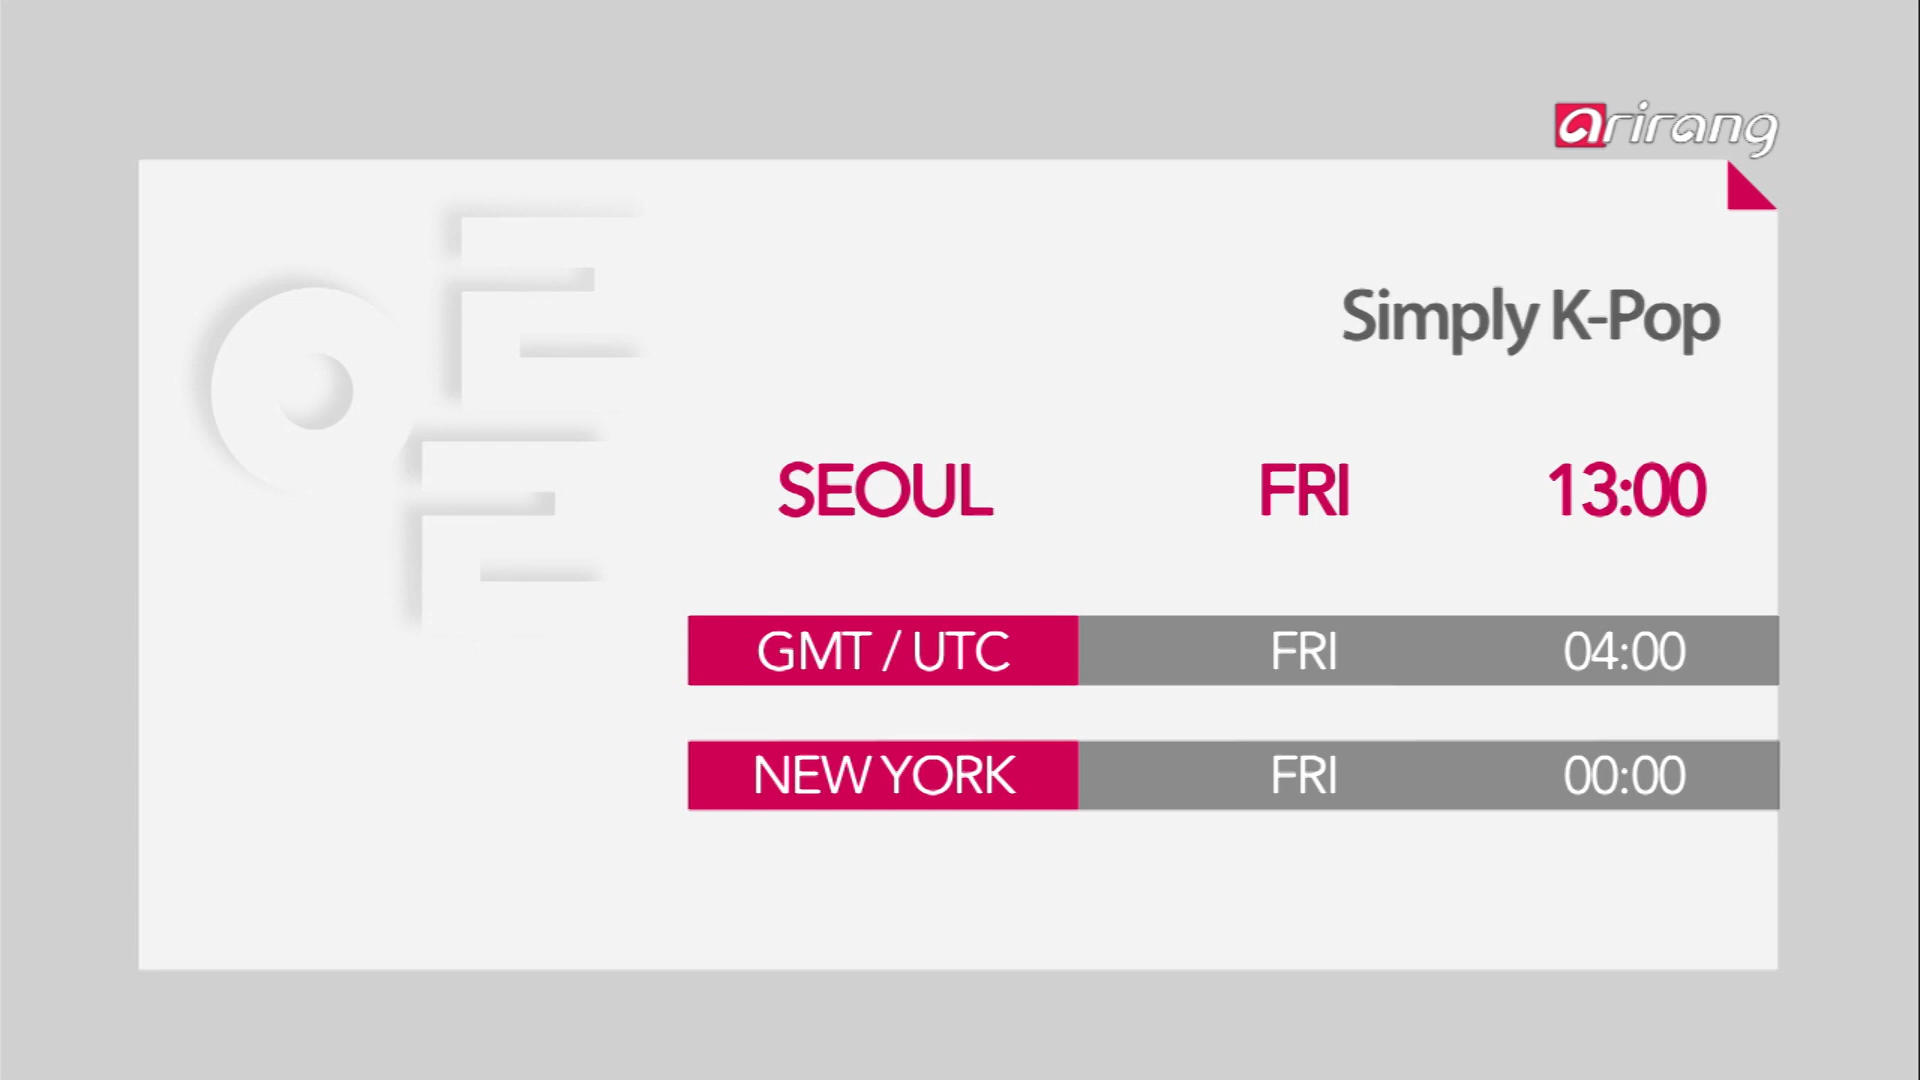 arirang
Simply K-Pop
SEOUL FRI 13:00
GMT / UTC FRI 04:00
NEW YORK FRI 00:00